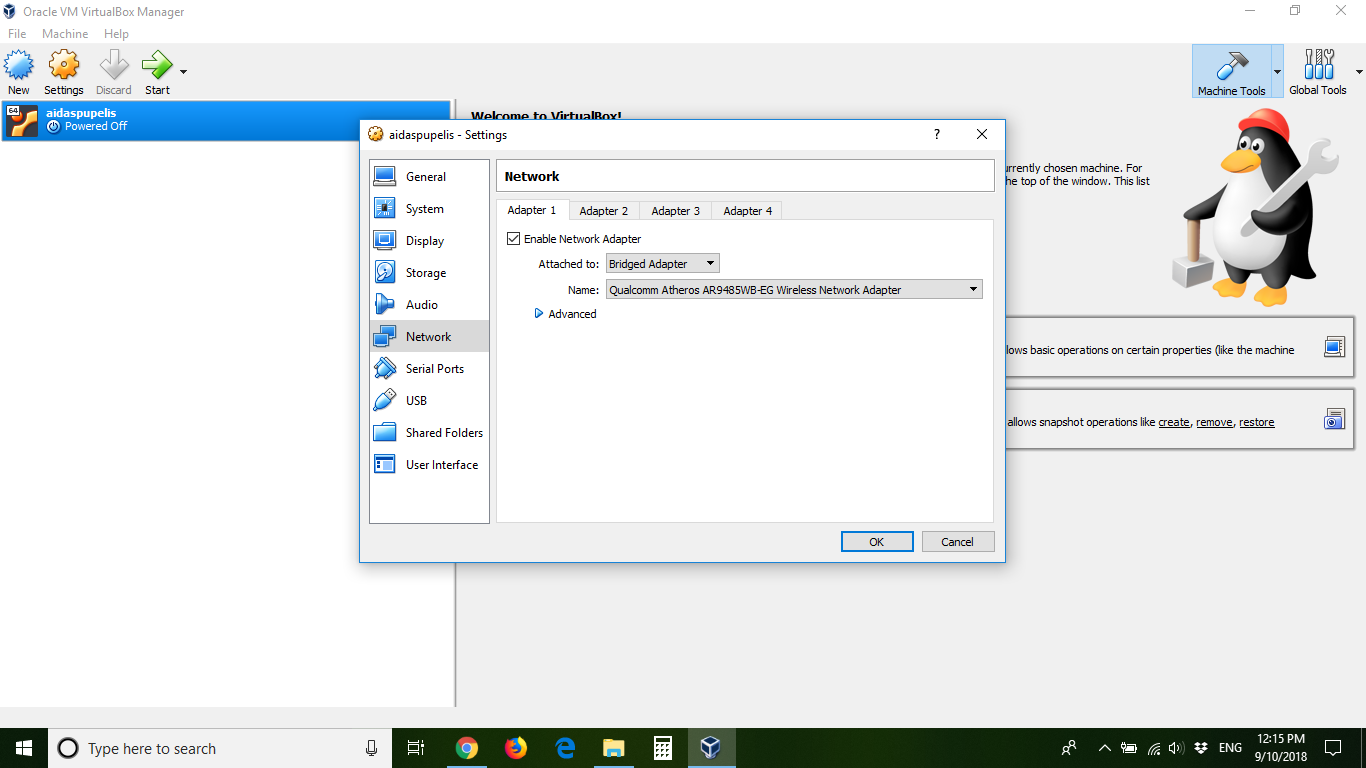 Oracle VM VirtualBox Manager
File Machine Help
New Settings Discard Start
Machine Tools Global Tools
64
aidaspupelis
Powered Off
Welcome to VirtualBox!
urrently chosen machine. For
he top of the window. This list
lows basic operations on certain properties (like the machine
allows snapshot operations like create, remove, restore
aidaspupelis - Settings ?
General
System
Display
Storage
Audio
Network
Serial Ports
USB
Shared Folders
User Interface
Network
Adapter 1 Adapter 2 Adapter 3 Adapter 4
Enable Network Adapter
Attached to: Bridged Adapter
Name: Qualcomm Atheros AR9485WB-EG Wireless Network Adapter
Advanced
OK Cancel
Type here to search
ENG
12:15 PM
9/10/2018